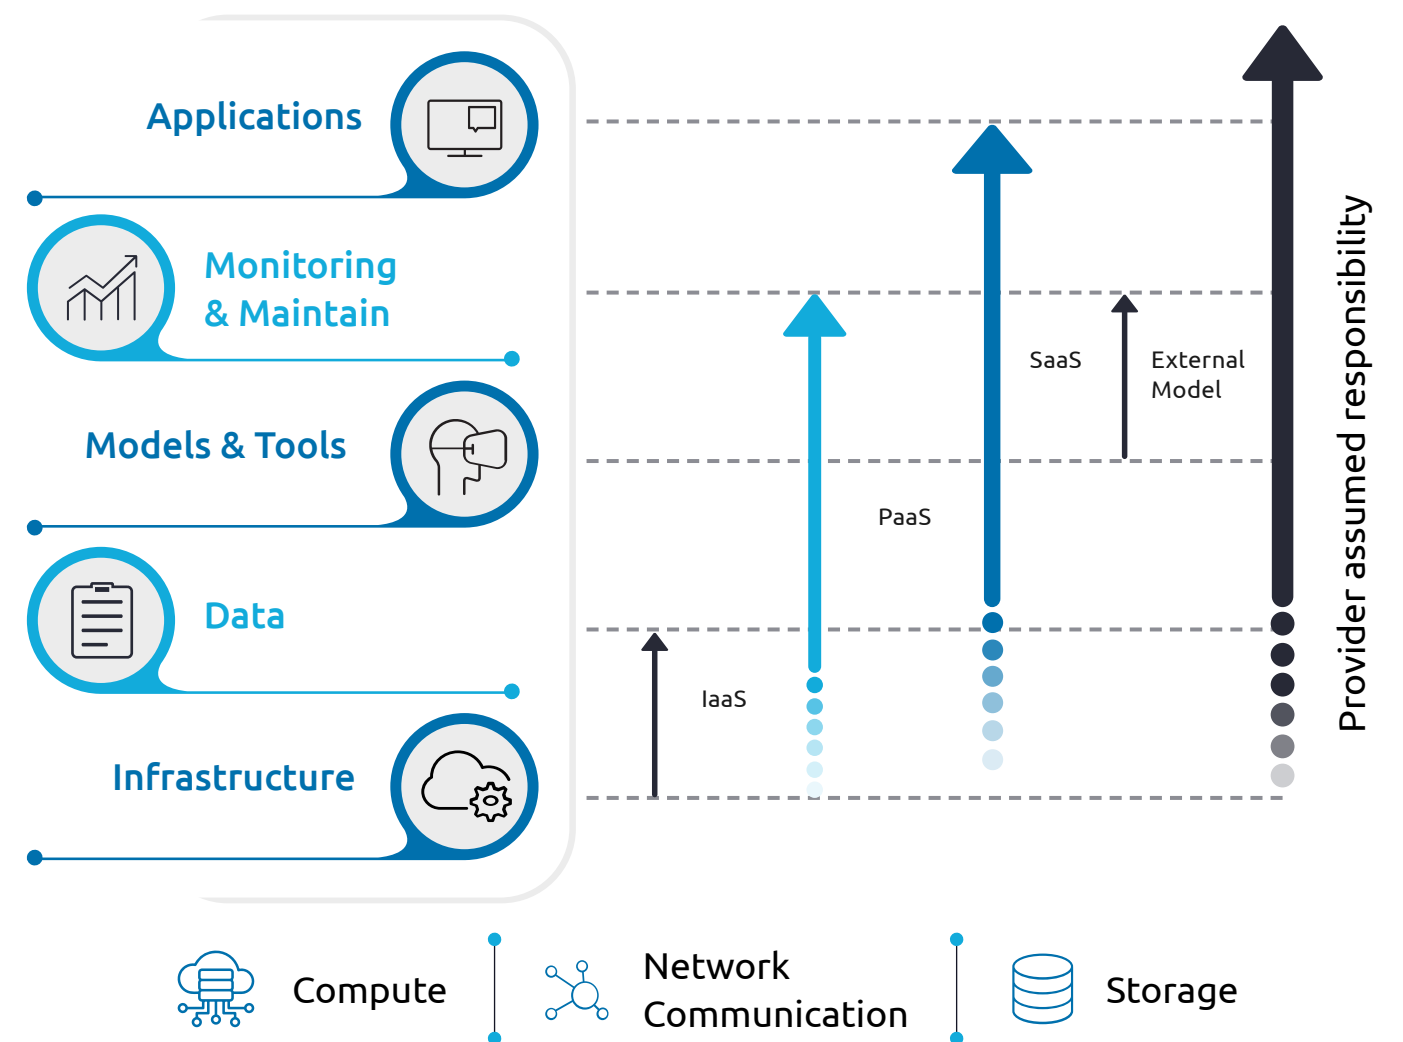 Applications
Monitoring
& Maintain
Models & Tools
Data
Infrastructure
IaaS
PaaS
SaaS
External
Model
Provider assumed responsibility
Compute
Network
Communication
Storage